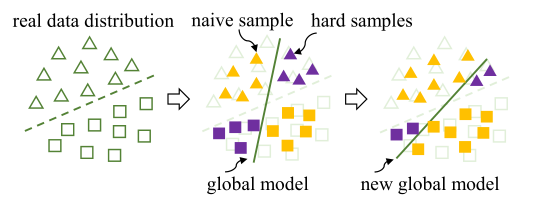 real data distribution
naive sample
hard samples
global model
new global model